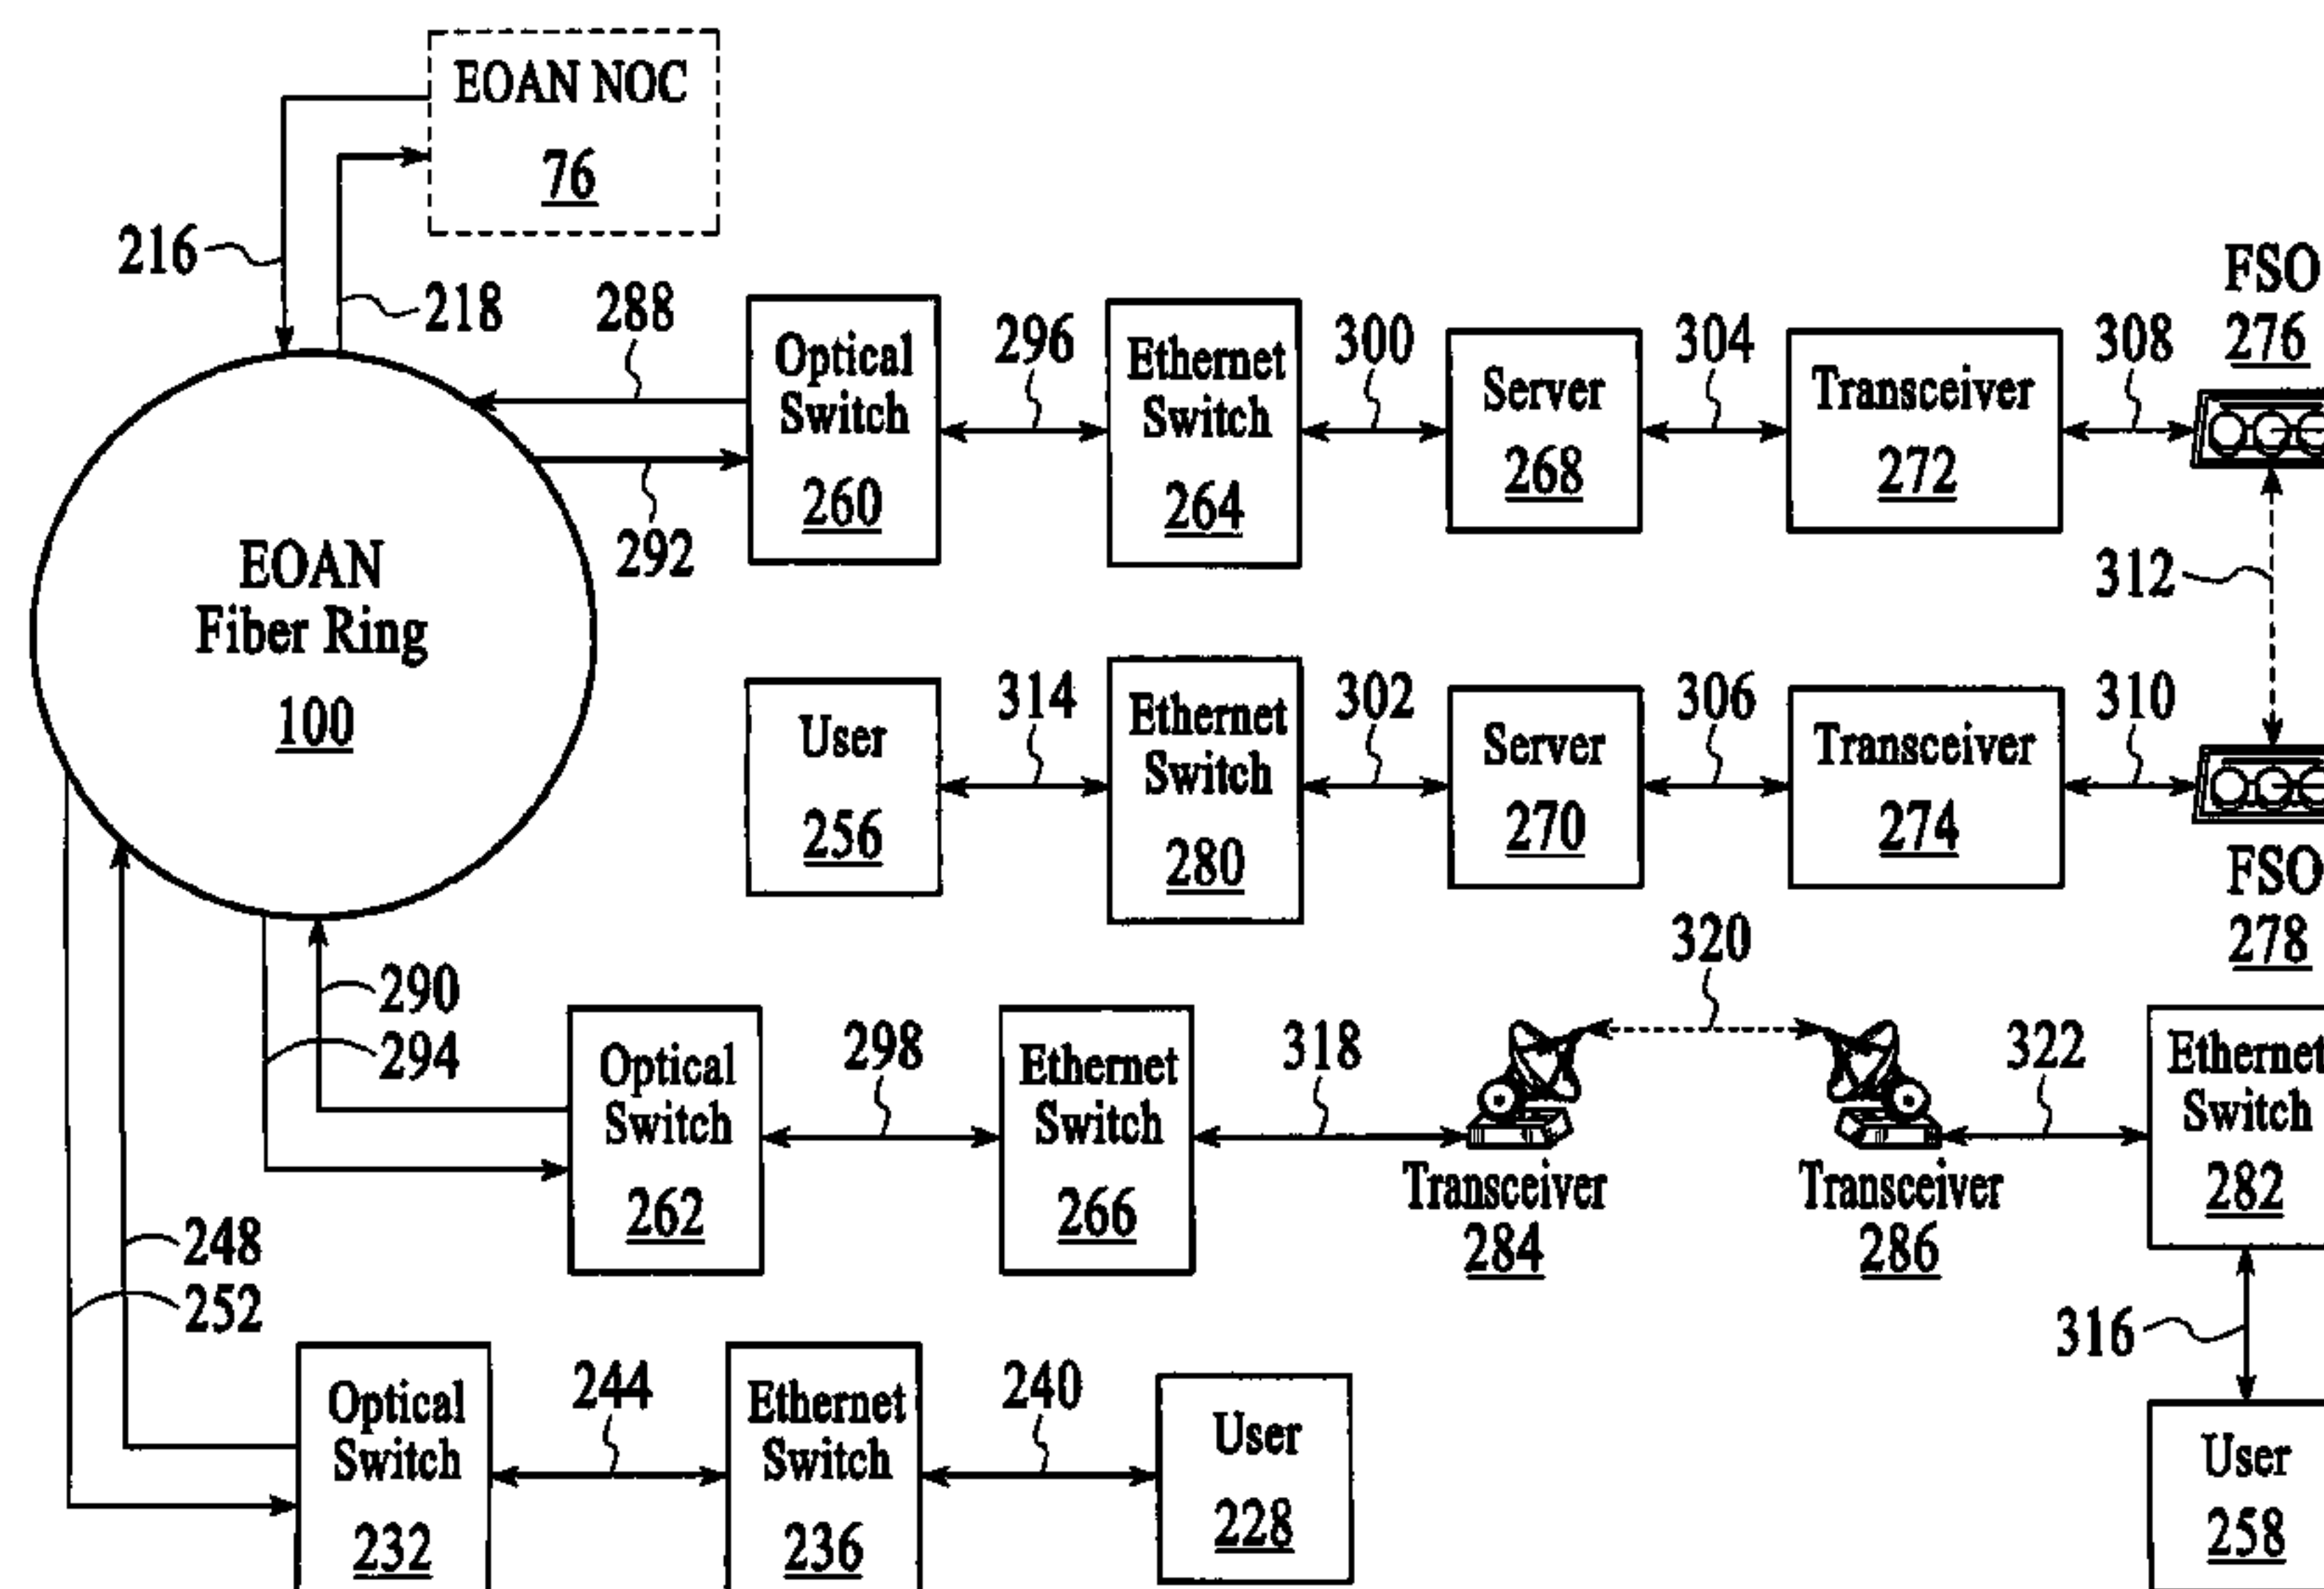 EOAN NOC
76
216
218
288
292
EOAN
Fiber Ring
100
Optical
Switch
260
296
Ethernet
Switch
264
300
Server
268
304
Transceiver
272
308
FSO
276
312
User
256
314
Ethernet
Switch
280
302
Server
270
306
Transceiver
274
310
FSO
278
290
294
Optical
Switch
262
298
Ethernet
Switch
266
318
Transceiver
284
320
Transceiver
286
322
Ethernet
Switch
282
316
User
258
248
252
Optical
Switch
232
244
Ethernet
Switch
236
240
User
228